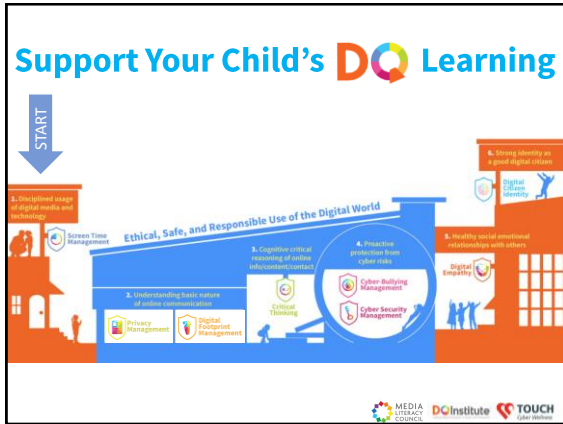 Support Your Child's DQ Learning
START
1. Disciplined usage
of digital media and
technology
Screen Time
Management
Ethical, Safe, and Responsible Use of the Digital World
2. Understanding basic nature
of online communication
Privacy
Management
Digital
Footprint
Management
3. Cognitive critical
reasoning of online
info/content/contact
Critical
Thinking
4. Proactive
protection from
cyber risks
Cyber-Bullying
Management
Cyber Security
Management
5. Healthy social emotional
relationships with others
Digital
Empathy
6. Strong identity as
a good digital citizen
Digital
Citizen
Identity
MEDIA
LITERACY
COUNCIL
DQInstitute
TOUCH
Cyber Wellness